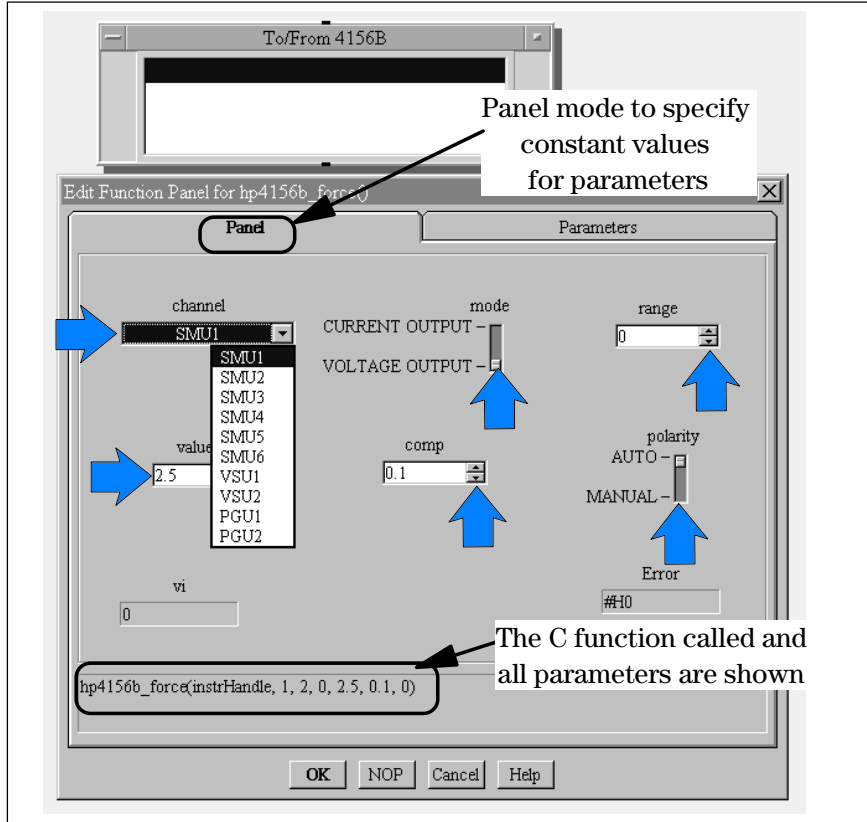 To/From 4156B
Panel mode to specify
constant values
for parameters
Edit Function Panel for hp4156b_force()
Panel
Parameters
channel
SMU1
SMU1
SMU2
SMU3
SMU4
SMU5
SMU6
VSU1
VSU2
PGU1
PGU2
mode
CURRENT OUTPUT
VOLTAGE OUTPUT
range
0
value
2.5
comp
0.1
polarity
AUTO
MANUAL
vi
0
Error
#H0
The C function called and
all parameters are shown
hp4156b_force(instrHandle, 1, 2, 0, 2.5, 0.1, 0)
OK NOP Cancel Help